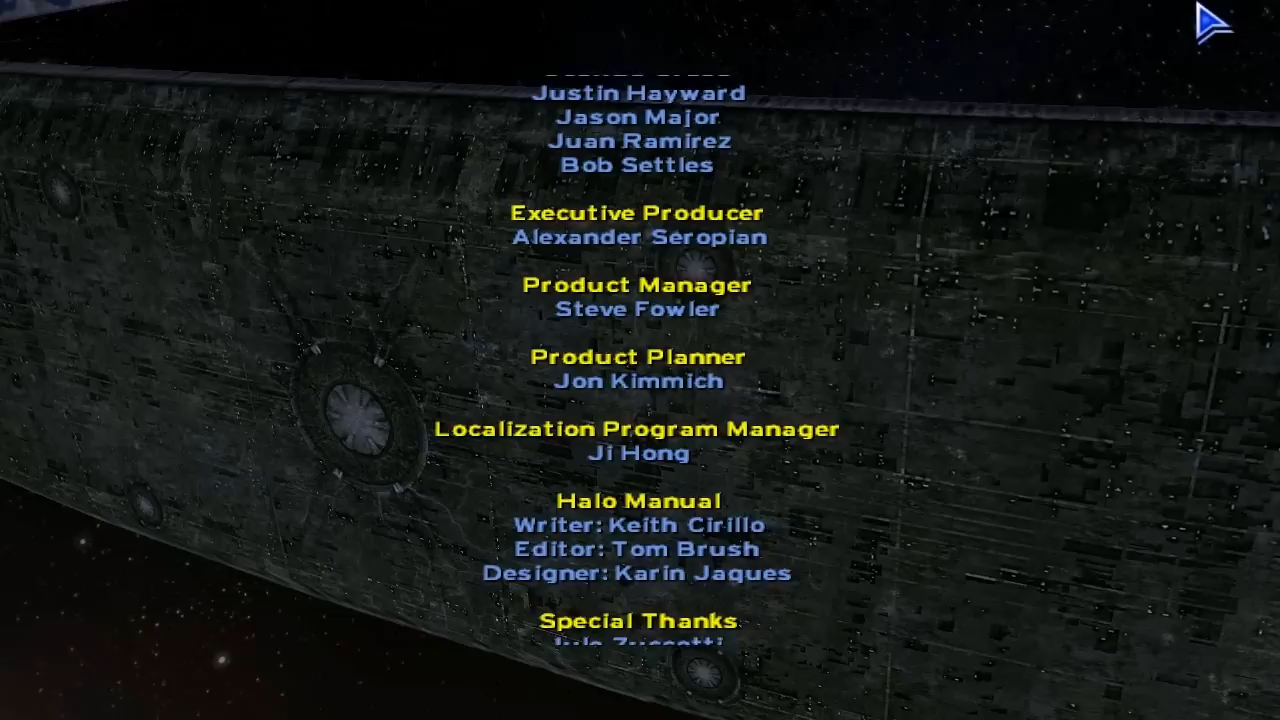 Justin Hayward
Jason Major
Juan Ramirez
Bob Settles
Executive Producer
Alexander Seropian
Product Manager
Steve Fowler
Product Planner
Jon Kimmich
Localization Program Manager
Ji Hong
Halo Manual
Writer: Keith Cirillo
Editor: Tom Brush
Designer: Karin Jaques
Special Thanks